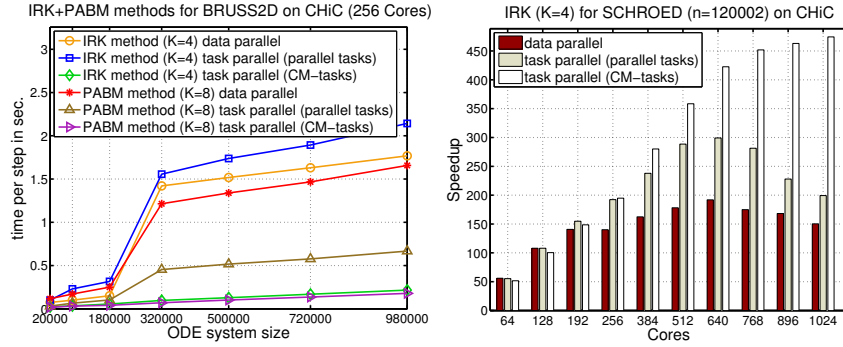 IRK+PABM methods for BRUSS2D on CHiC (256 Cores)
3
2.5
2
1.5
1
0.5
0
time per step in sec.
IRK method (K=4) data parallel
IRK method (K=4) task parallel (parallel tasks)
IRK method (K=4) task parallel (CM-tasks)
PABM method (K=8) data parallel
PABM method (K=8) task parallel (parallel tasks)
PABM method (K=8) task parallel (CM-tasks)
20000 180000 320000 500000 720000 980000
ODE system size
IRK (K=4) for SCHROED (n=120002) on CHiC
450
400
350
300
250
200
150
100
50
0
Speedup
data parallel
task parallel (parallel tasks)
task parallel (CM-tasks)
64 128 192 256 384 512 640 768 896 1024
Cores